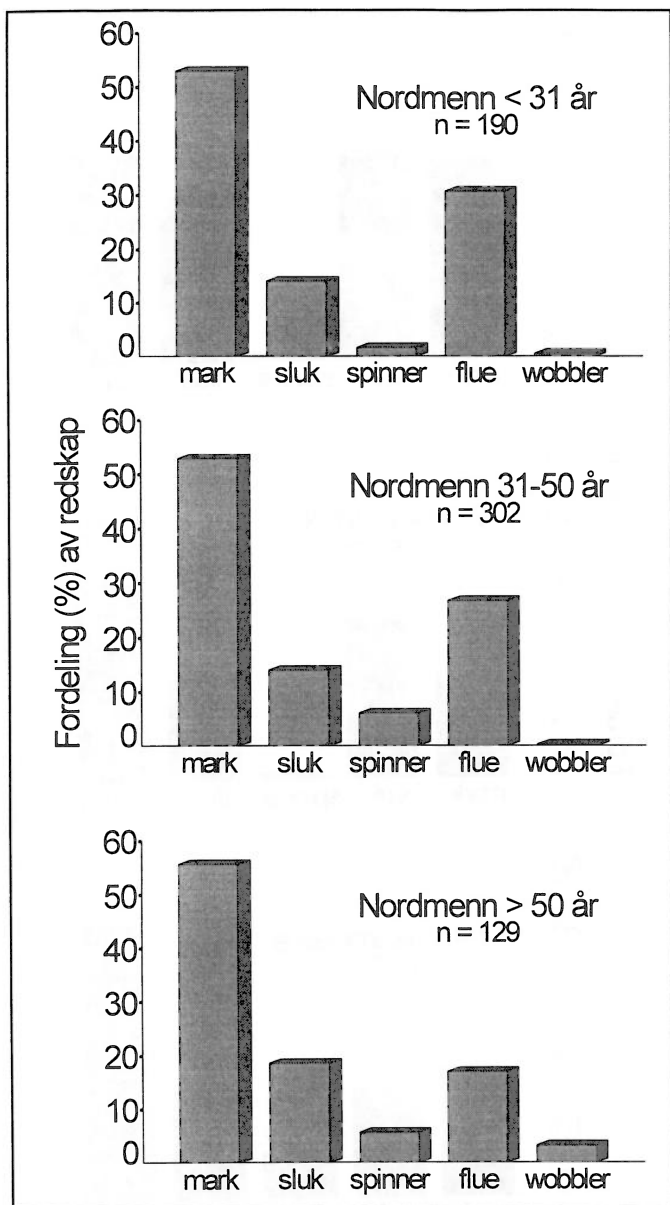 Fordeling (%) av redskap
60
50
40
30
20
10
0
Nordmenn < 31 år
n = 190
mark sluk spinner flue wobbler
60
50
40
30
20
10
0
Nordmenn 31-50 år
n = 302
mark sluk spinner flue wobbler
60
50
40
30
20
10
0
Nordmenn > 50 år
n = 129
mark sluk spinner flue wobbler